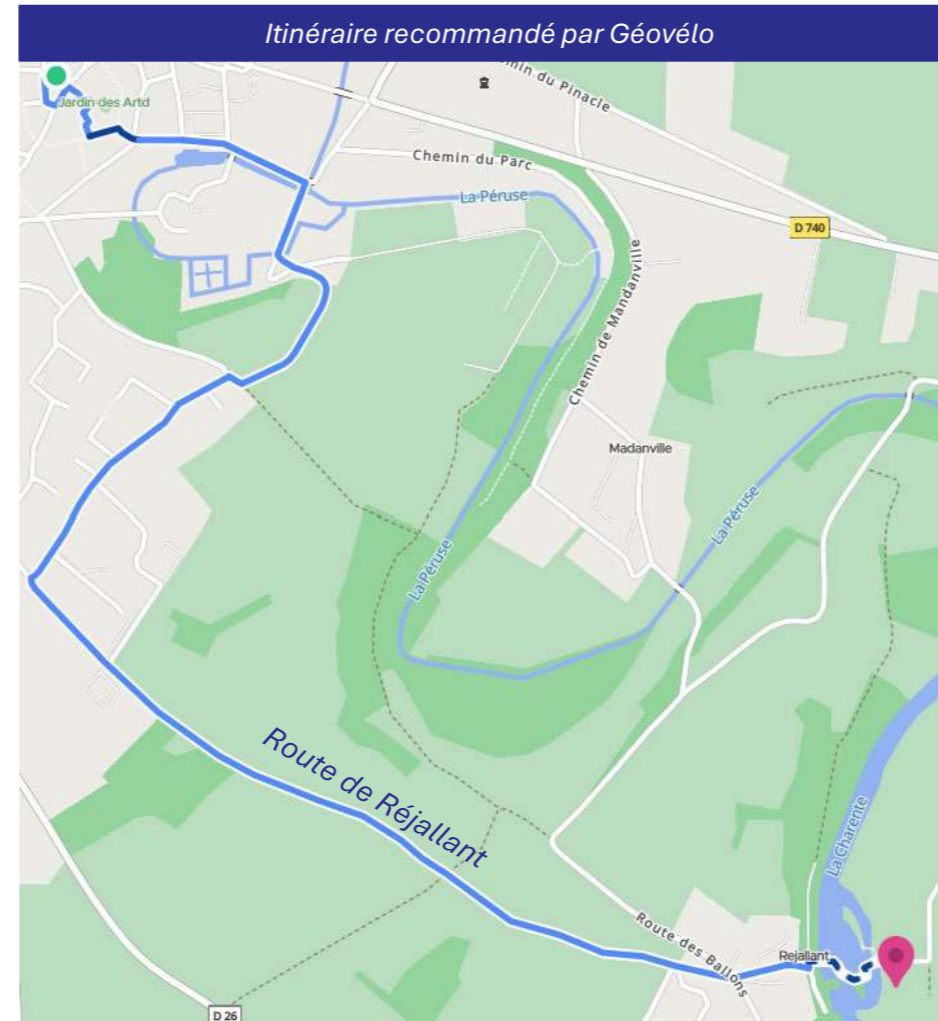 Itinéraire recommandé par Géovélo
min du Pinacle
Jardin des Artd
Chemin du Parc
La Péruse
D 740
Chemin de Mandanville
Madanville
La Péruse
La Péruse
Route de Réjallant
La Charente
Route des Ballons
Rejallant
D 26